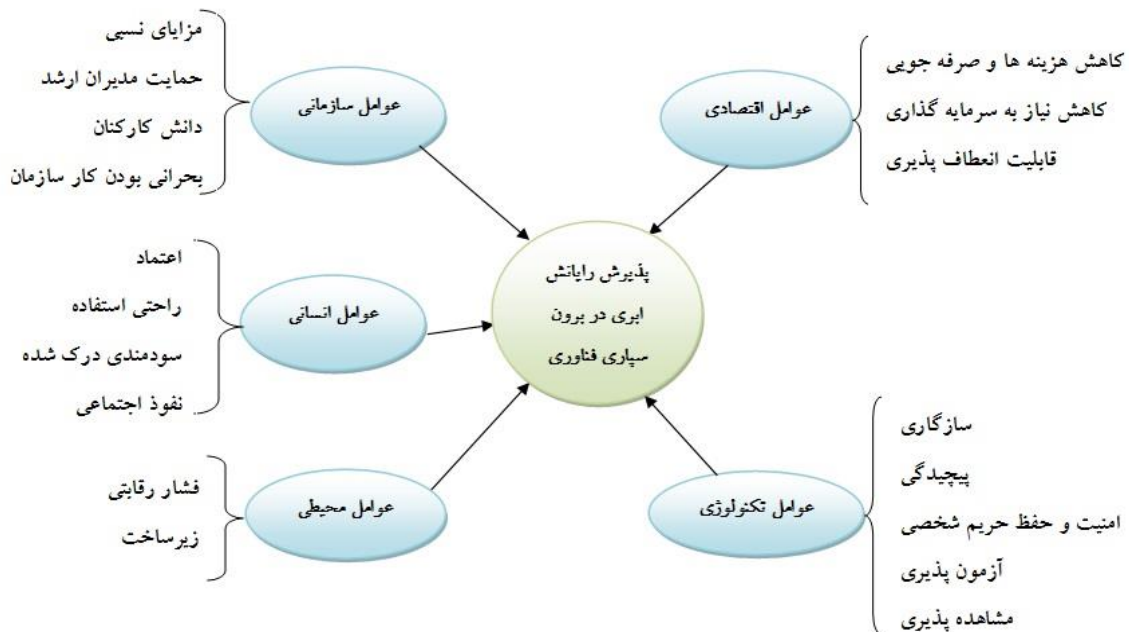 کاهش هزینه ها و صرفه جویی
کاهش نیاز به سرمایه گذاری
قابلیت انعطاف پذیری
عوامل اقتصادی
مزایای نسبی
حمایت مدیران ارشد
دانش کارکنان
بحرانی بودن کار سازمان
عوامل سازمانی
پذیرش رایانش
ابری در برون
سپاری فناوری
اعتماد
راحتی استفاده
سودمندی درک شده
نفوذ اجتماعی
عوامل انسانی
سازگاری
پیچیدگی
امنیت و حفظ حریم شخصی
آزمون پذیری
مشاهده پذیری
عوامل تکنولوژی
فشار رقابتی
زیرساخت
عوامل محیطی